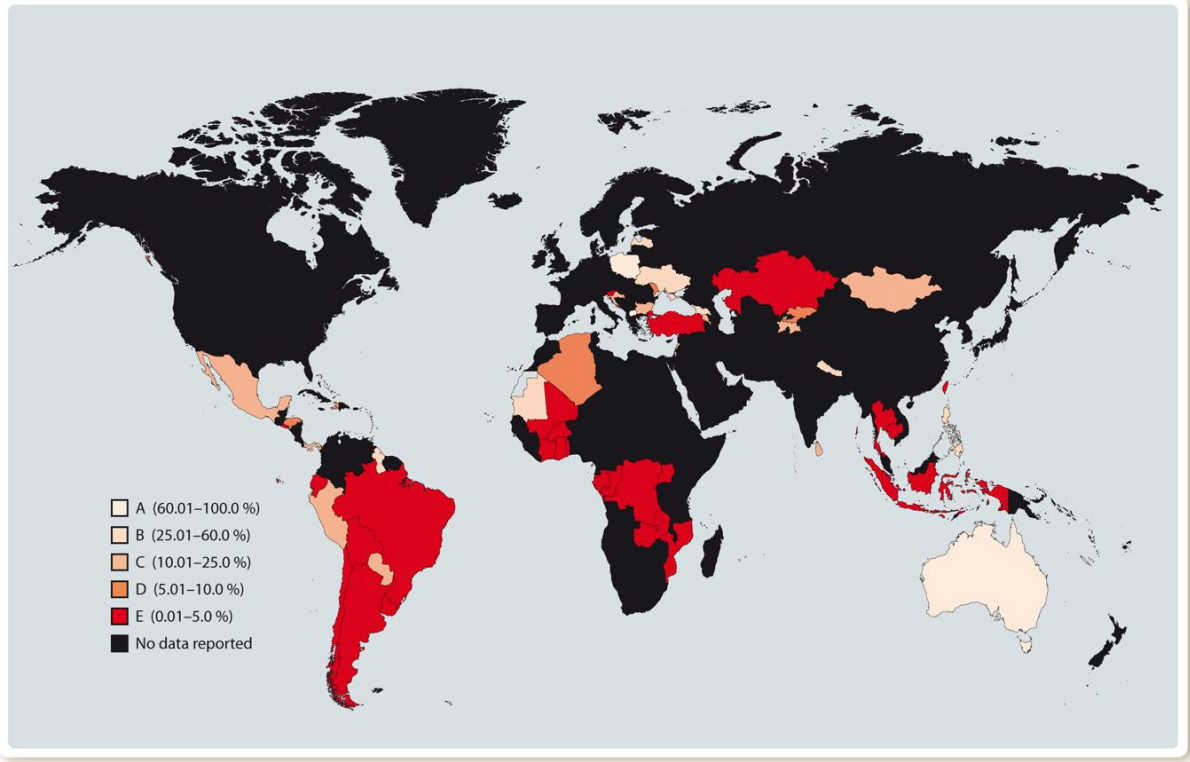 A (60.01–100.0 %)
B (25.01–60.0 %)
C (10.01–25.0 %)
D (5.01–10.0 %)
E (0.01–5.0 %)
No data reported